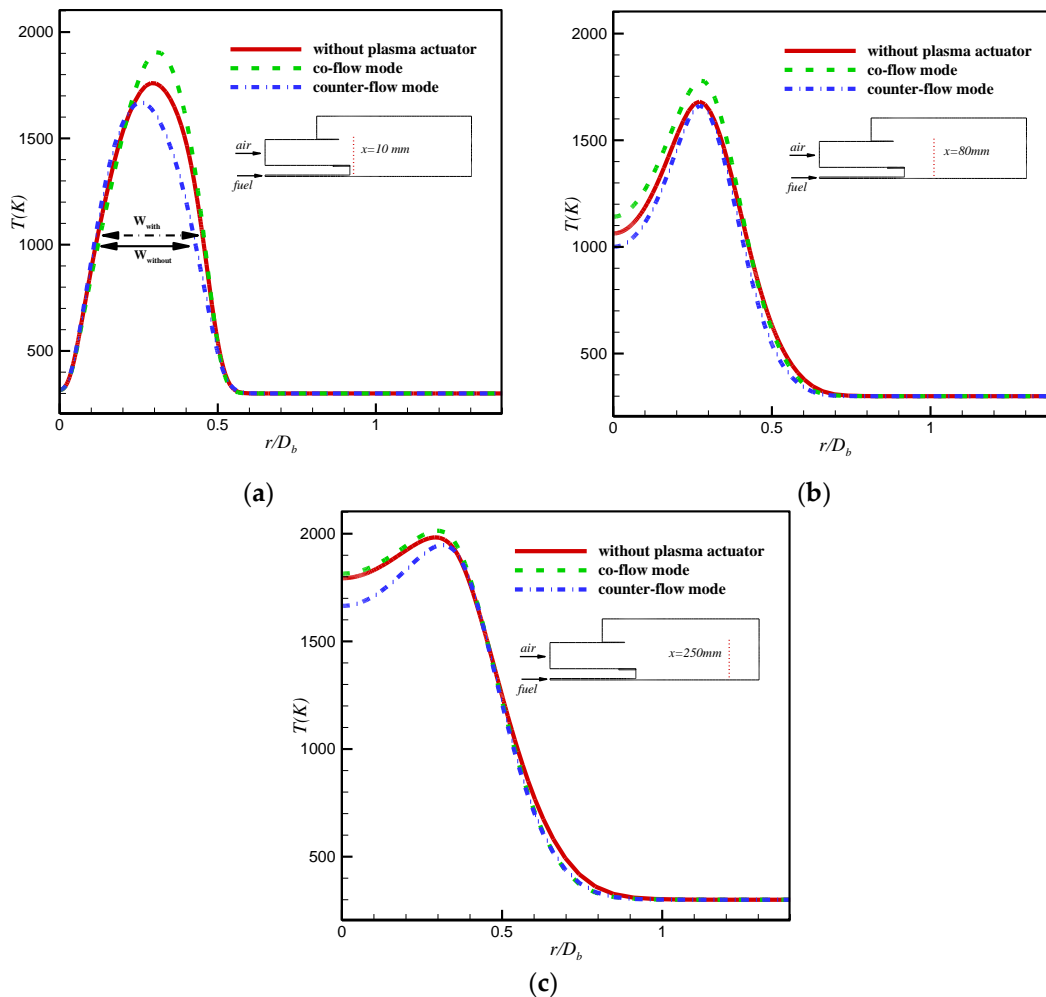 2000
1500
1000
500
T(K)
0
0.5
1
r/D_b
without plasma actuator
co-flow mode
counter-flow mode
air
fuel
x=10 mm
W_with
W_without
(a)
2000
1500
1000
500
T(K)
0
0.5
1
r/D_b
without plasma actuator
co-flow mode
counter-flow mode
air
fuel
x=80mm
(b)
2000
1500
1000
500
T(K)
0
0.5
1
r/D_b
without plasma actuator
co-flow mode
counter-flow mode
air
fuel
x=250mm
(c)